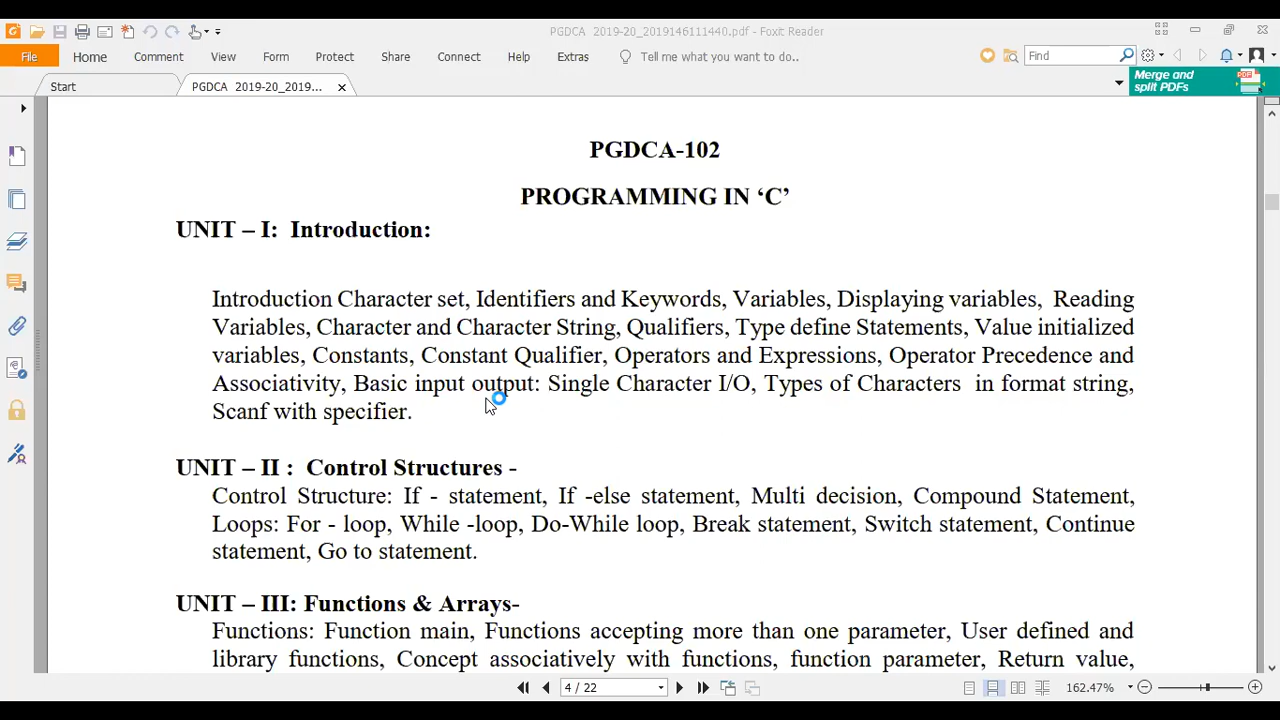 PGDCA 2019-20_2019146111440.pdf - Foxit Reader
File Home Comment View Form Protect Share Connect Help Extras Tell me what you want to do.. Find
Start PGDCA 2019-20_2019... Merge and
split PDFs
PGDCA-102
PROGRAMMING IN ‘C’
UNIT – I: Introduction:
Introduction Character set, Identifiers and Keywords, Variables, Displaying variables, Reading
Variables, Character and Character String, Qualifiers, Type define Statements, Value initialized
variables, Constants, Constant Qualifier, Operators and Expressions, Operator Precedence and
Associativity, Basic input output: Single Character I/O, Types of Characters in format string,
Scanf with specifier.
UNIT – II : Control Structures -
Control Structure: If - statement, If -else statement, Multi decision, Compound Statement,
Loops: For - loop, While -loop, Do-While loop, Break statement, Switch statement, Continue
statement, Go to statement.
UNIT – III: Functions & Arrays-
Functions: Function main, Functions accepting more than one parameter, User defined and
library functions, Concept associatively with functions, function parameter, Return value,
4 / 22 162.47%